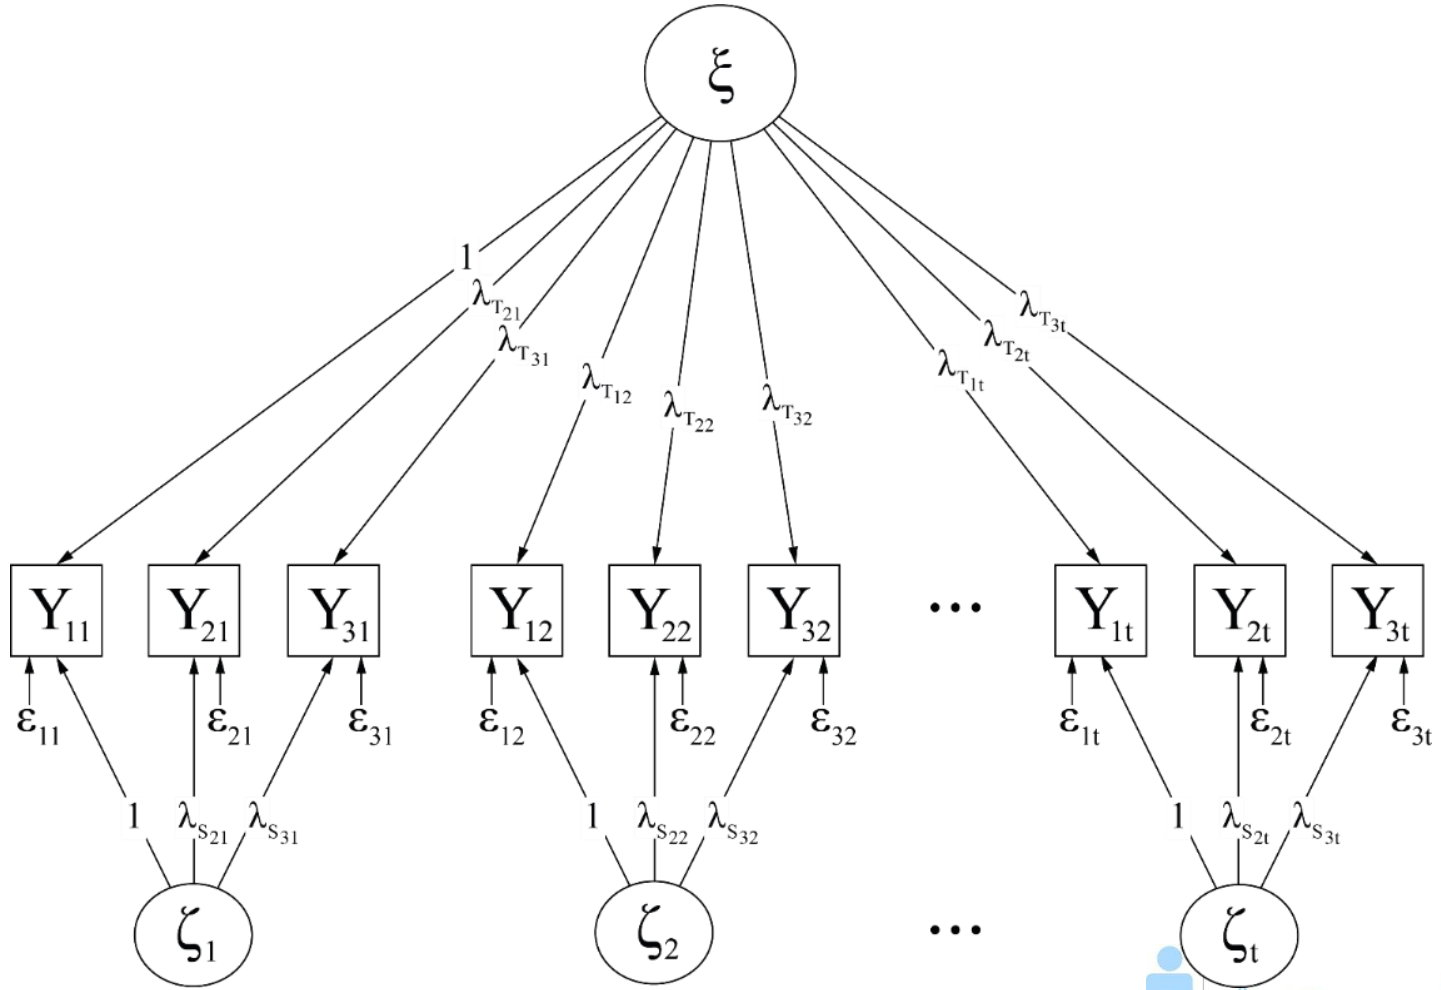 ξ
1
λT21
λT31
λT12
λT22
λT32
λT1t
λT2t
λT3t
Y11 Y21 Y31 Y12 Y22 Y32 ... Y1t Y2t Y3t
ε11 ε21 ε31 ε12 ε22 ε32 ε1t ε2t ε3t
1 λS21 λS31 1 λS22 λS32 1 λS2t λS3t
ζ1 ζ2 ... ζt